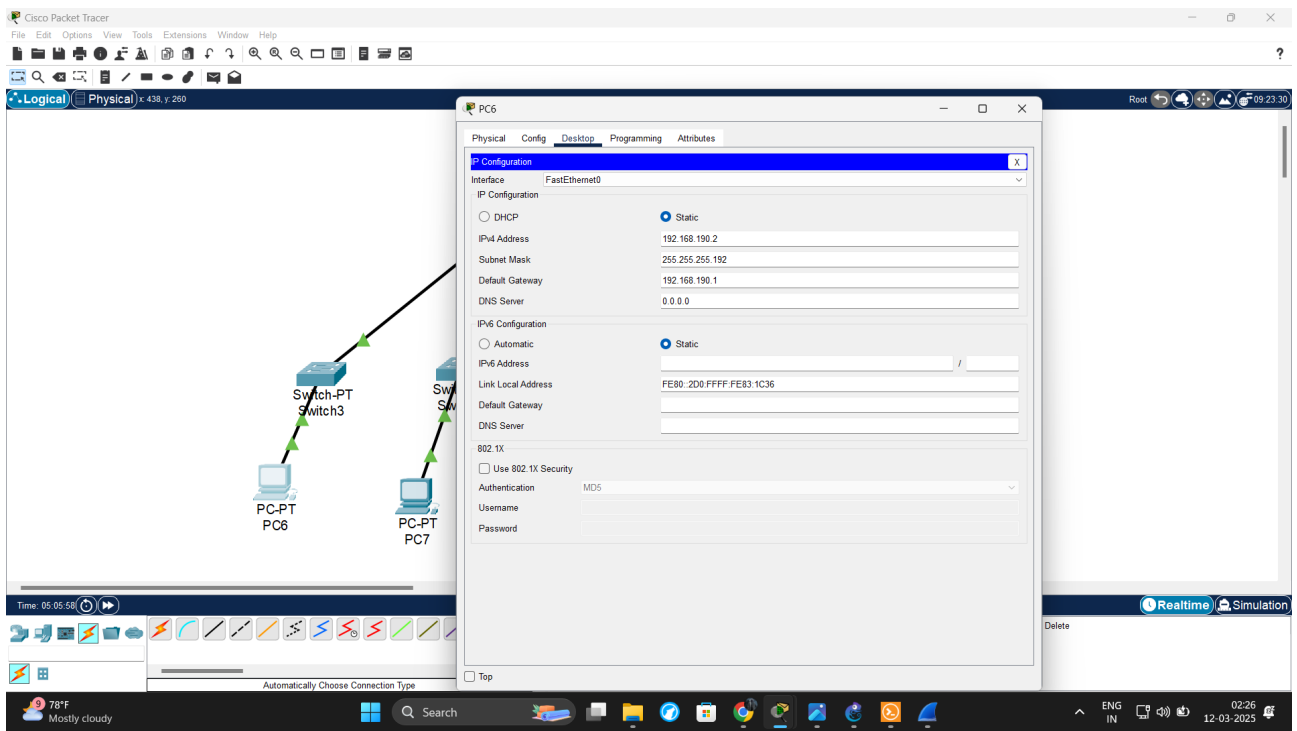 Cisco Packet Tracer
File Edit Options View Tools Extensions Window Help
?
Logical Physical x: 438, y: 260
Root 09:23:30
PC6
Physical Config Desktop Programming Attributes
IP Configuration X
Interface FastEthernet0
IP Configuration
DHCP Static
IPv4 Address 192.168.190.2
Subnet Mask 255.255.255.192
Default Gateway 192.168.190.1
DNS Server 0.0.0.0
IPv6 Configuration
Automatic Static
IPv6 Address /
Link Local Address FE80::2D0:FFFF:FE83:1C36
Default Gateway
DNS Server
802.1X
Use 802.1X Security
Authentication MD5
Username
Password
Top
Switch-PT
Switch3
Swi
Sw
PC-PT
PC6
PC-PT
PC7
Time: 05:05:58
Realtime Simulation
Automatically Choose Connection Type
Delete
9
78°F
Mostly cloudy
Search
ENG
IN
02:26
12-03-2025